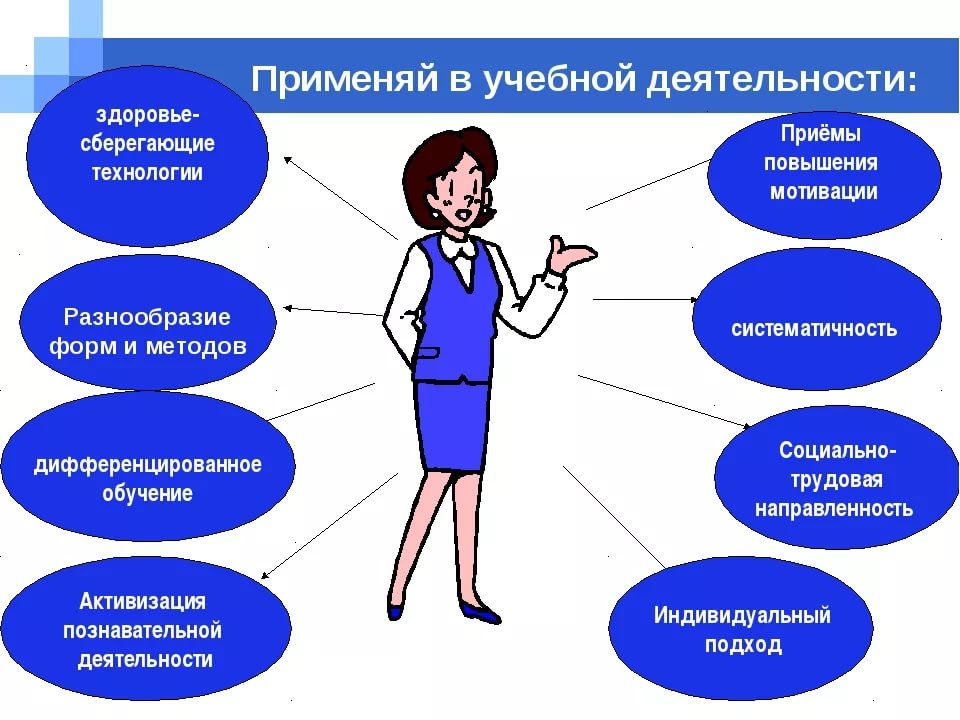 Применяй в учебной деятельности:
здоровье-
сберегающие
технологии
Приёмы
повышения
мотивации
Разнообразие
форм и методов
систематичность
дифференцированное
обучение
Социально-
трудовая
направленность
Активизация
познавательной
деятельности
Индивидуальный
подход